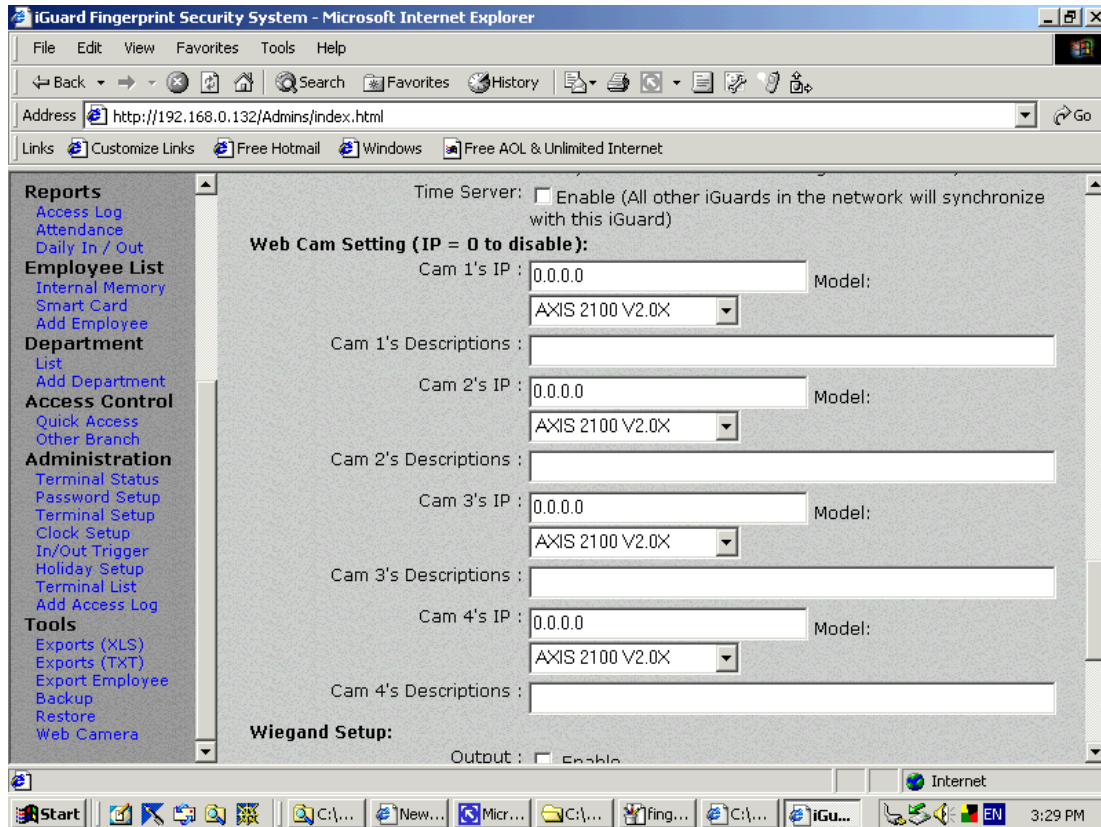 iGuard Fingerprint Security System - Microsoft Internet Explorer
File Edit View Favorites Tools Help
Back Search Favorites History
Address http://192.168.0.132/Admins/index.html Go
Links Customize Links Free Hotmail Windows Free AOL & Unlimited Internet
Reports
Access Log
Attendance
Daily In / Out
Employee List
Internal Memory
Smart Card
Add Employee
Department
List
Add Department
Access Control
Quick Access
Other Branch
Administration
Terminal Status
Password Setup
Terminal Setup
Clock Setup
In/Out Trigger
Holiday Setup
Terminal List
Add Access Log
Tools
Exports (XLS)
Exports (TXT)
Export Employee
Backup
Restore
Web Camera
Time Server: Enable (All other iGuards in the network will synchronize
with this iGuard)
Web Cam Setting (IP = 0 to disable):
Cam 1's IP : 0.0.0.0 Model:
AXIS 2100 V2.0X
Cam 1's Descriptions :
Cam 2's IP : 0.0.0.0 Model:
AXIS 2100 V2.0X
Cam 2's Descriptions :
Cam 3's IP : 0.0.0.0 Model:
AXIS 2100 V2.0X
Cam 3's Descriptions :
Cam 4's IP : 0.0.0.0 Model:
AXIS 2100 V2.0X
Cam 4's Descriptions :
Wiegand Setup:
Output : Enable
Internet
Start C:\... New... Micr... C:\... fing... C:\... iGu... EN 3:29 PM